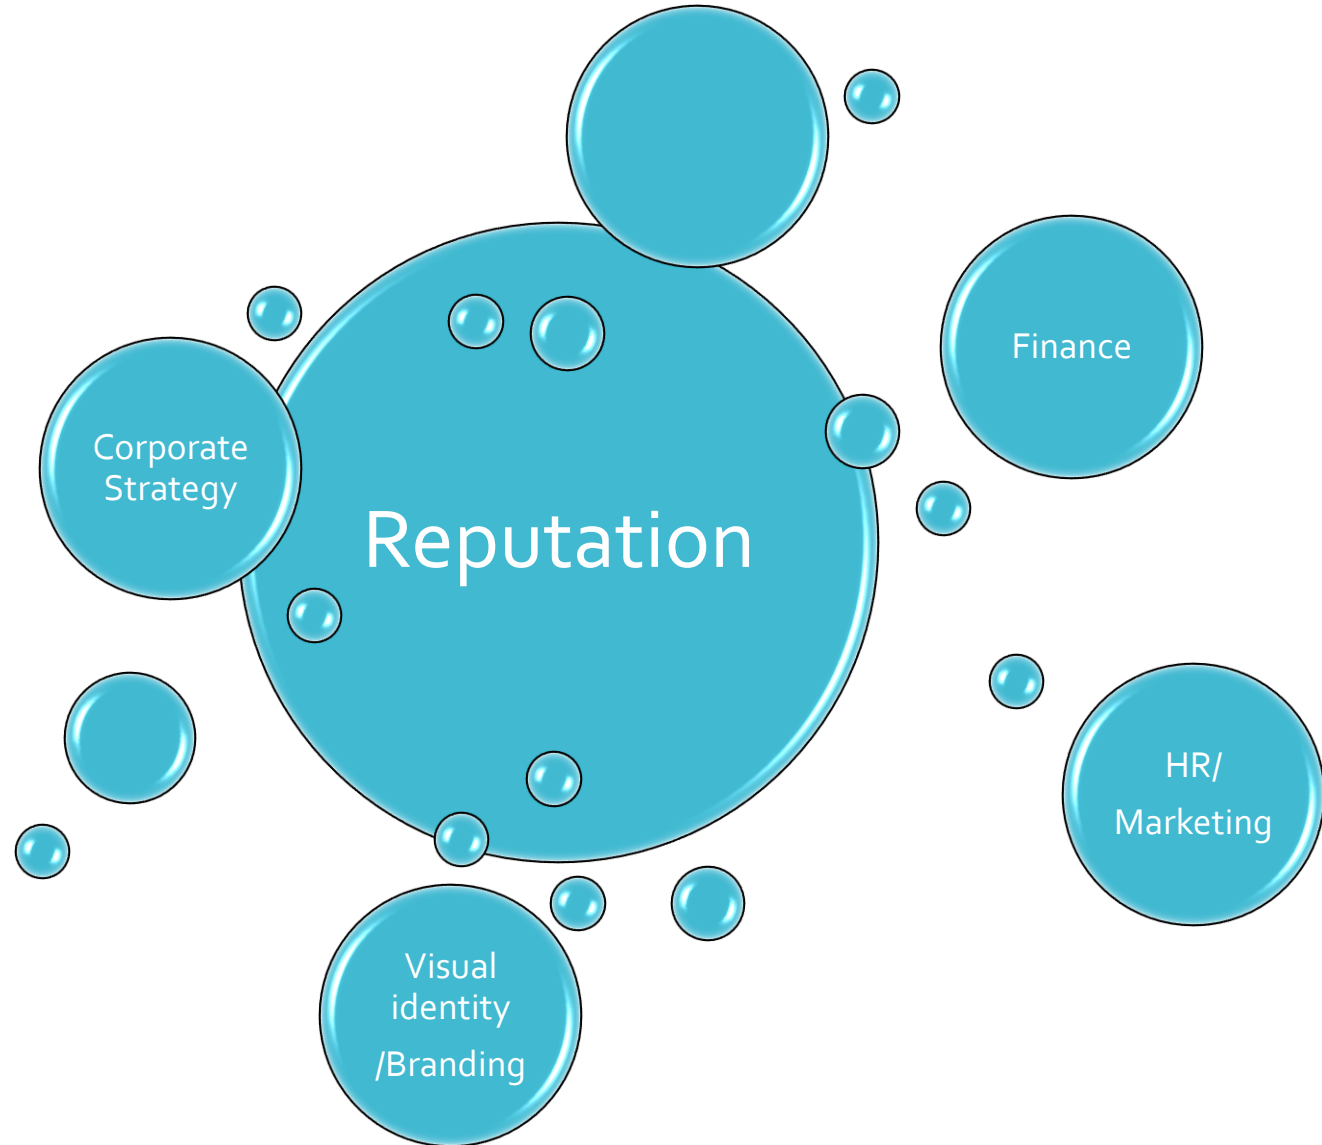 Finance
Corporate
Strategy
Reputation
HR/
Marketing
Visual
identity
/Branding